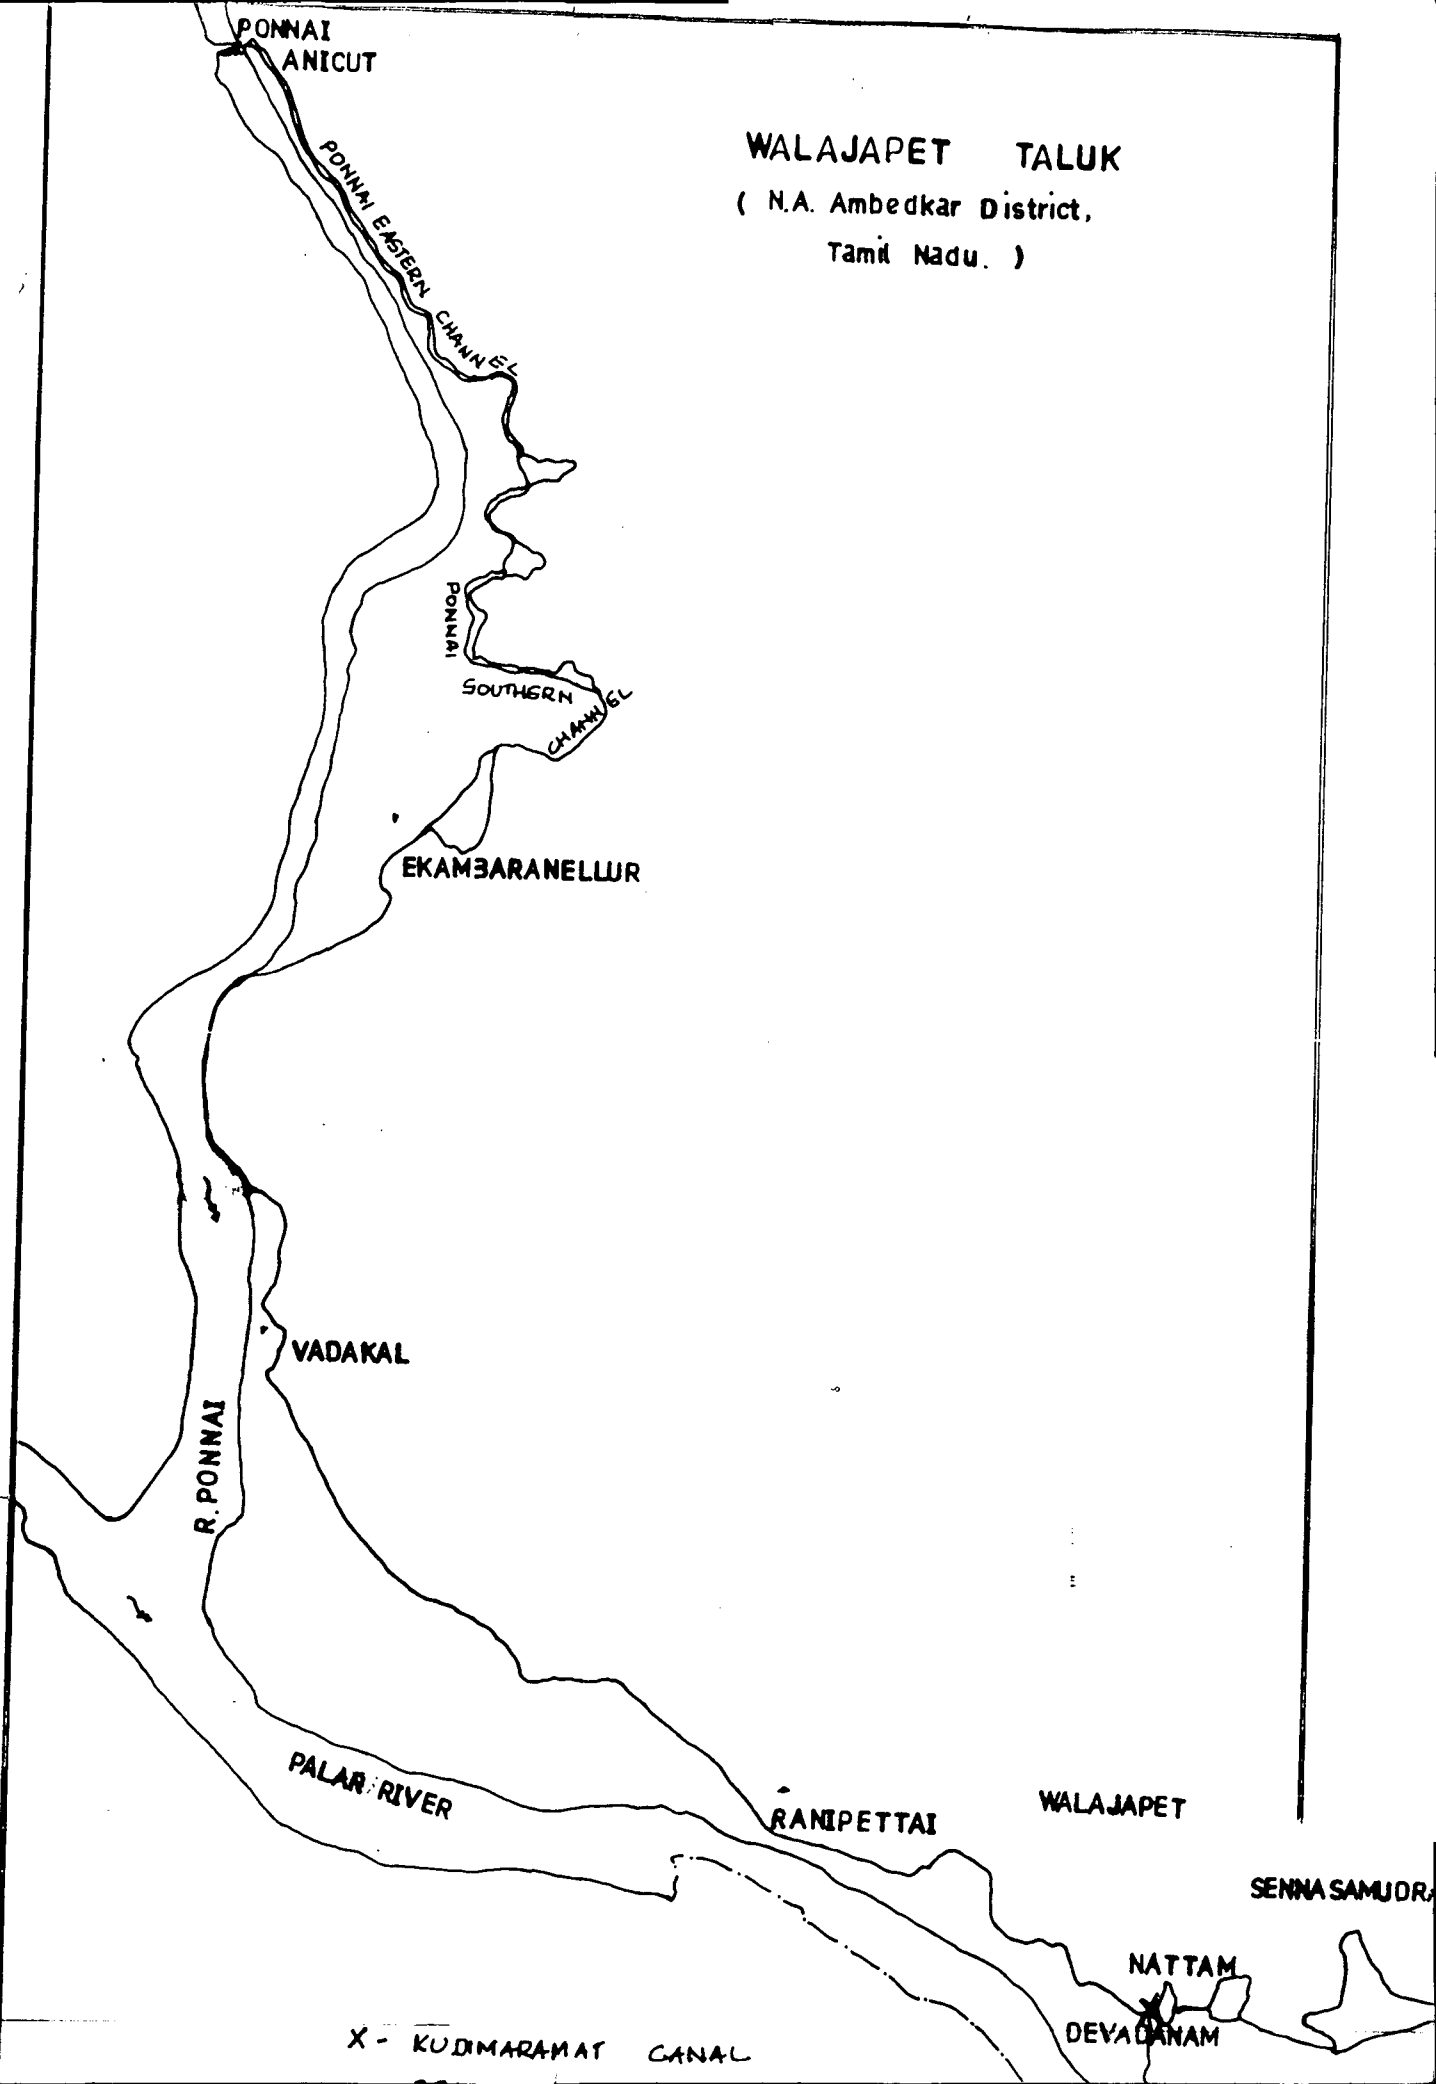 PONNAI
ANICUT
WALAJAPET TALUK
( N.A. Ambedkar District,
Tamil Nadu. )
PONNAI EASTERN CHANNEL
PONNAI
SOUTHERN
CHANNEL
EKAMBARANELLUR
VADAKAL
R. PONNAI
PALAR RIVER
RANIPETTAI
WALAJAPET
SENNASAMUDR
NATTAM
DEVADANAM
X - KUDIMARAMAT CANAL